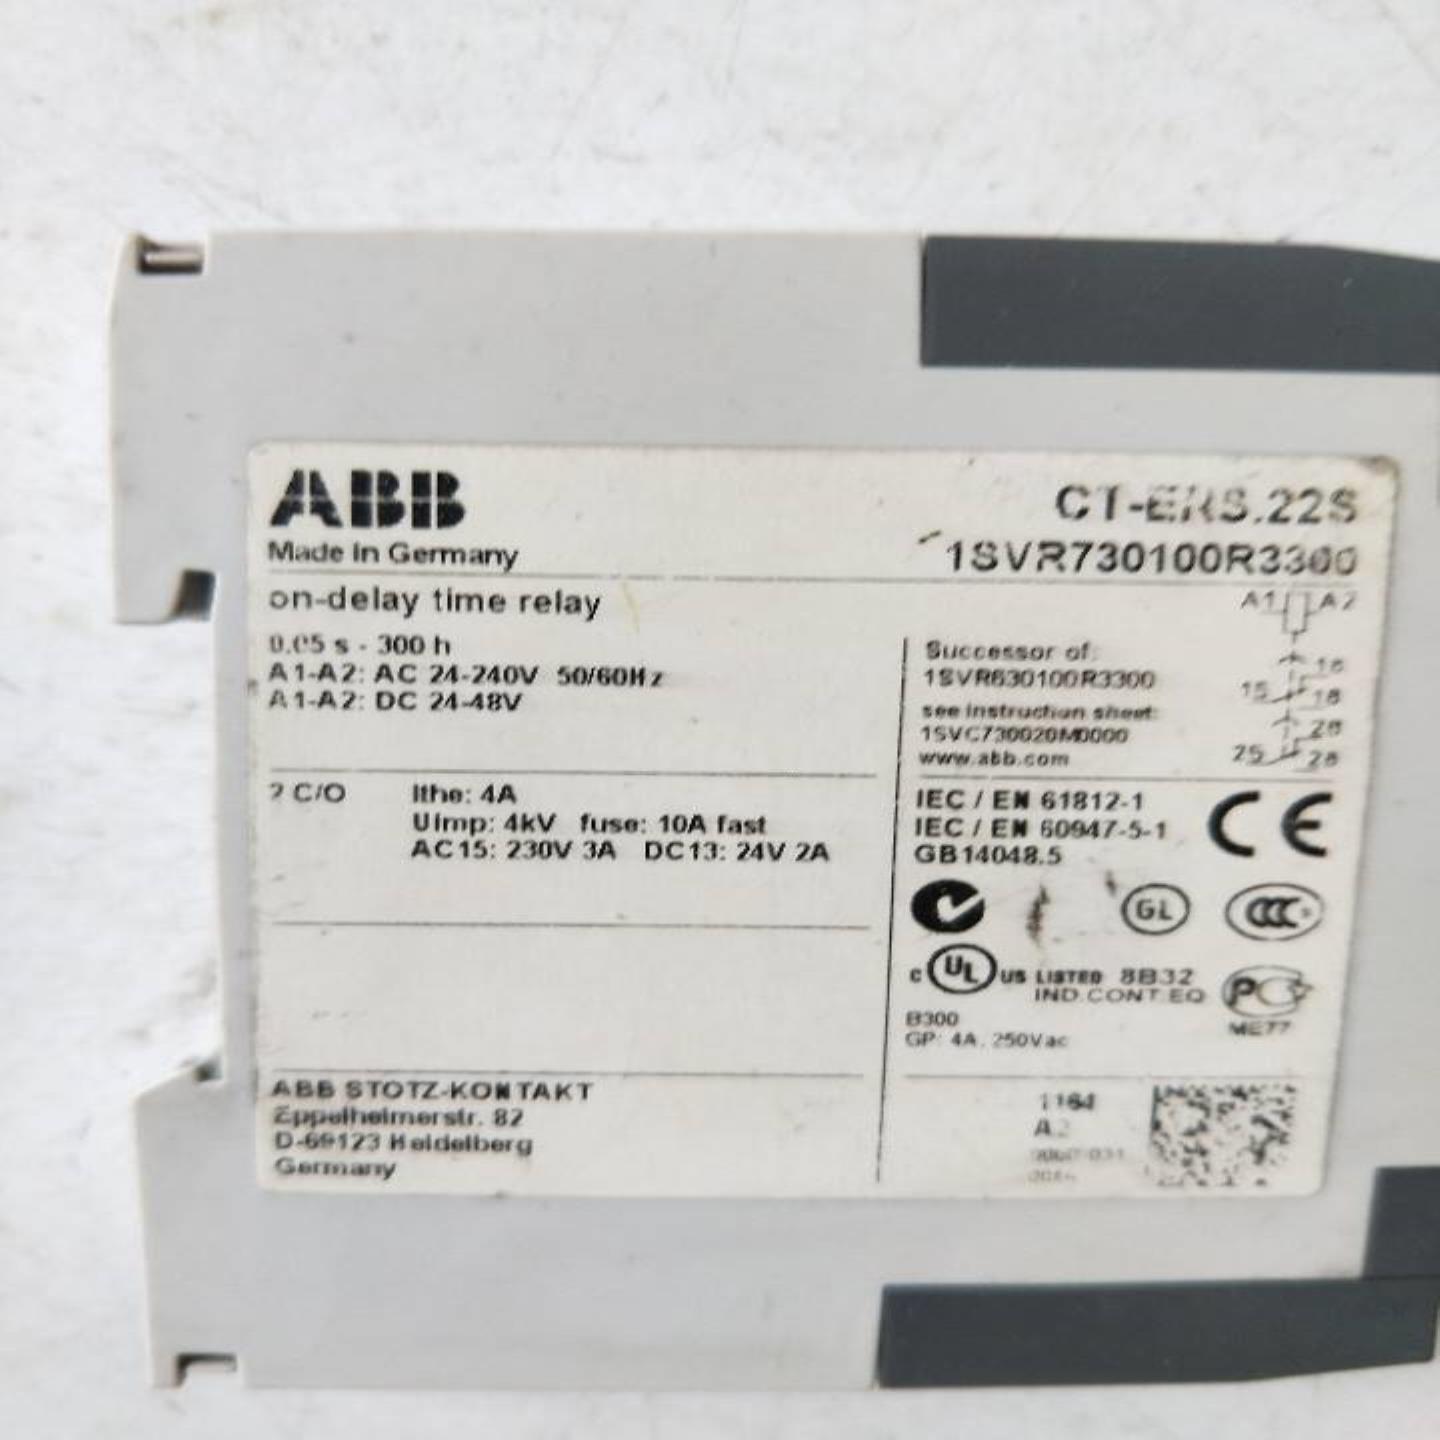 ABB
Made in Germany
CT-ERS.22S
1SVR730100R3300
on-delay time relay
0.05 s - 300 h
A1-A2: AC 24-240V 50/60Hz
A1-A2: DC 24-48V
2 C/O Ithe: 4A
Uimp: 4kV fuse: 10A fast
AC15: 230V 3A DC13: 24V 2A
ABB STOTZ-KONTAKT
Eppelheimerstr. 82
D-69123 Heidelberg
Germany
A1 A2
Successor of:
1SVR630100R3300
see instruction sheet:
1SVC730020M0000
www.abb.com
16
15 18
26
25 28
IEC / EN 61812-1
IEC / EN 60947-5-1
GB14048.5
CE
GL
CCC
C UL US LISTED 8B32
IND.CONT.EQ
PC
ME77
B300
GP: 4A, 250Vac
1164
A2